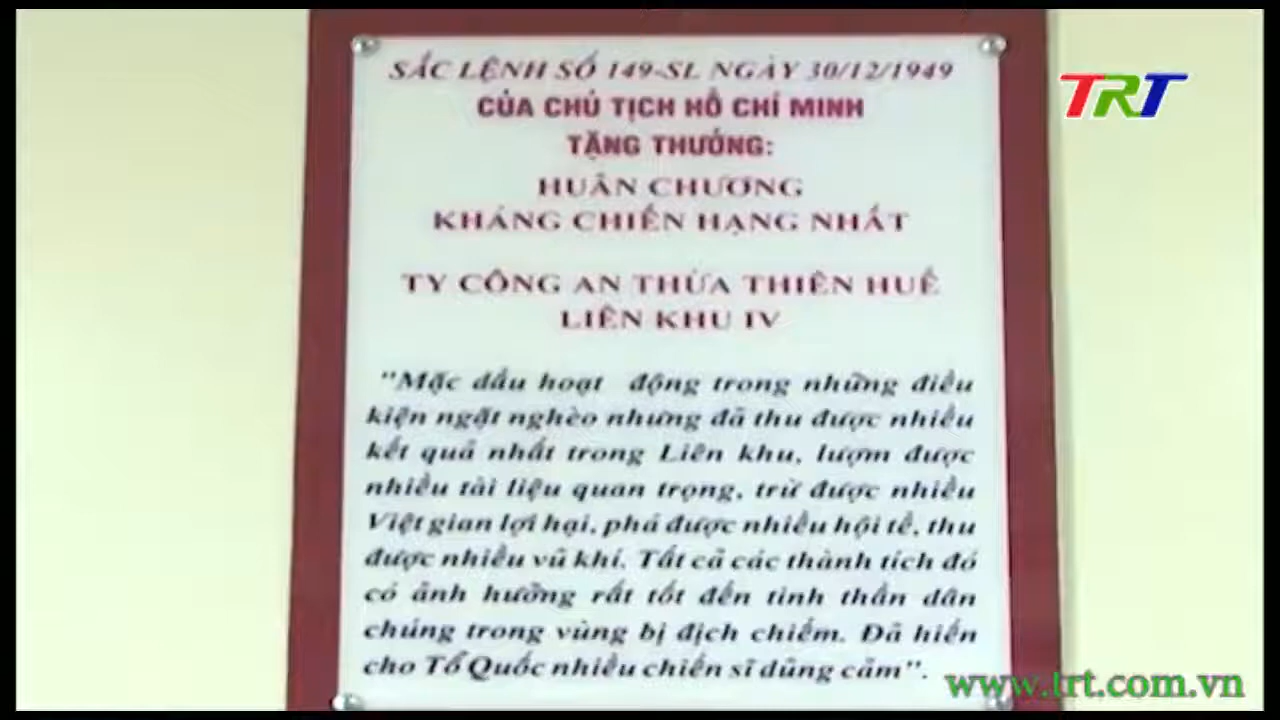 TRT
SẮC LỆNH SỐ 149-SL NGÀY 30/12/1949
CỦA CHỦ TỊCH HỒ CHÍ MINH
TẶNG THƯỞNG:
HUÂN CHƯƠNG
KHÁNG CHIẾN HẠNG NHẤT
TY CÔNG AN THỪA THIÊN HUẾ
LIÊN KHU IV
"Mặc dầu hoạt động trong những điều
kiện ngặt nghèo nhưng đã thu được nhiều
kết quả nhất trong Liên khu, lượm được
nhiều tài liệu quan trọng, trừ được nhiều
Việt gian lợi hại, phá được nhiều hội tề, thu
được nhiều vũ khí. Tất cả các thành tích đó
có ảnh hưởng rất tốt đến tinh thần dân
chúng trong vùng bị địch chiếm. Đã hiến
cho Tổ Quốc nhiều chiến sĩ dũng cảm".
www.trt.com.vn